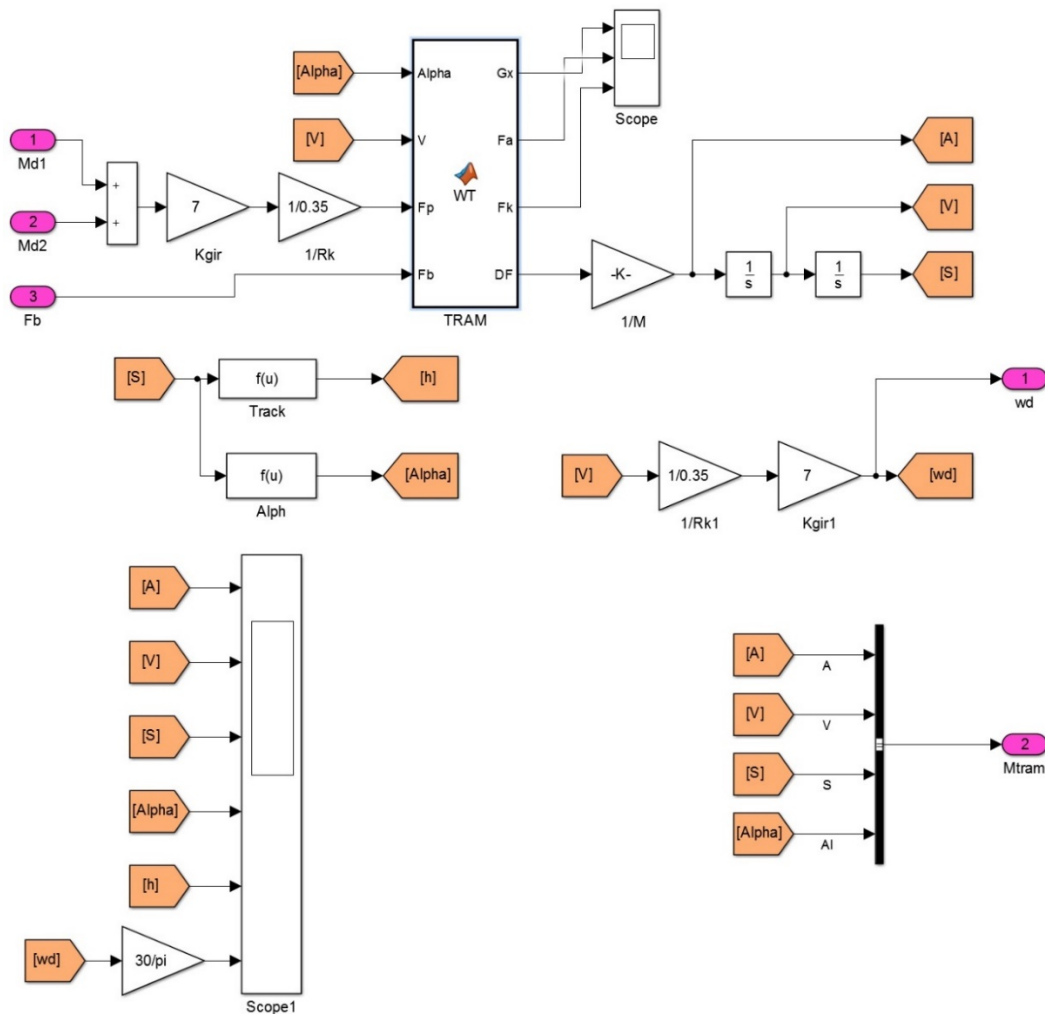 [Alpha]
Alpha
Gx
Scope
1
Md1
[V]
V
Fa
[A]
+
+
7
Kgir
1/0.35
1/Rk
WT
Fp
Fk
[V]
2
Md2
3
Fb
Fb
DF
TRAM
-K-
1/M
1
s
1
s
[S]
[S]
f(u)
Track
[h]
f(u)
Alph
[Alpha]
1
wd
[V]
1/0.35
1/Rk1
7
Kgir1
[wd]
[A]
[V]
[S]
[Alpha]
[h]
[wd]
30/pi
Scope1
[A]
A
[V]
V
[S]
S
[Alpha]
Al
2
Mtram